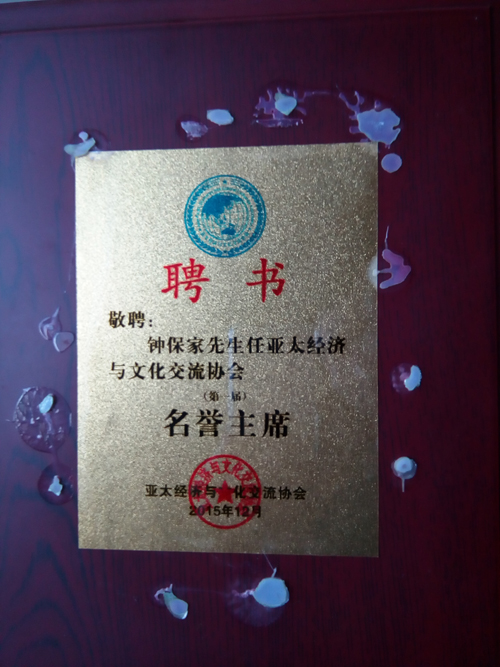 聘 书
敬聘：
钟保家先生任亚太经济
与文化交流协会
（第一届）
名誉主席
亚太经济与文化交流协会
2015年12月